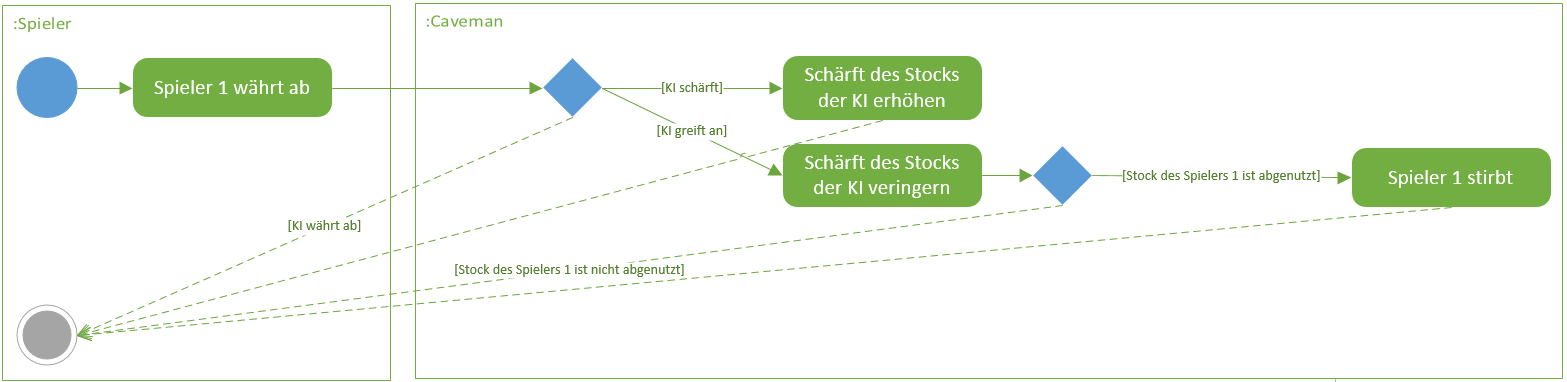 :Spieler
:Caveman
Spieler 1 währt ab
[KI schärft]
Schärft des Stocks
der KI erhöhen
[KI greift an]
Schärft des Stocks
der KI veringern
[Stock des Spielers 1 ist abgenutzt]
Spieler 1 stirbt
[KI währt ab]
[Stock des Spielers 1 ist nicht abgenutzt]